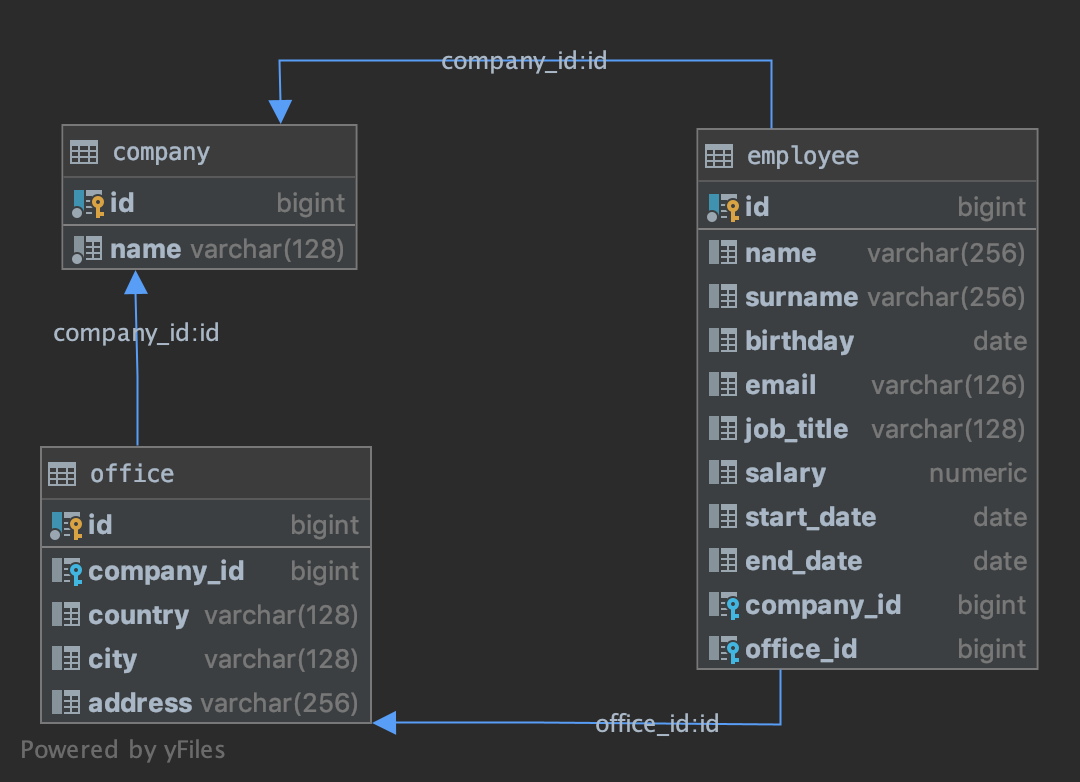 company_id:id
company
id bigint
name varchar(128)
company_id:id
office
id bigint
company_id bigint
country varchar(128)
city varchar(128)
address varchar(256)
employee
id bigint
name varchar(256)
surname varchar(256)
birthday date
email varchar(126)
job_title varchar(128)
salary numeric
start_date date
end_date date
company_id bigint
office_id bigint
office_id:id
Powered by yFiles